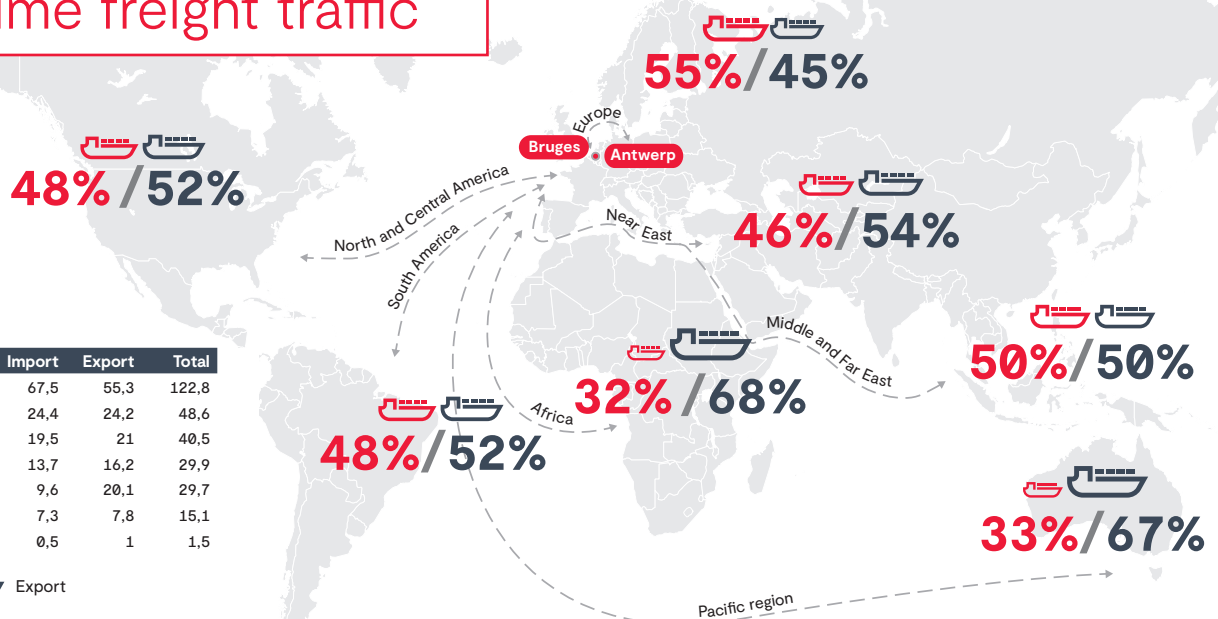 ime freight traffic
55%/45%
Europe
Bruges
Antwerp
48%/52%
North and Central America
South America
Near East
46%/54%
Middle and Far East
50%/50%
32%/68%
Africa
48%/52%
33%/67%
Pacific region
Import Export Total
67,5 55,3 122,8
24,4 24,2 48,6
19,5 21 40,5
13,7 16,2 29,9
9,6 20,1 29,7
7,3 7,8 15,1
0,5 1 1,5
Export